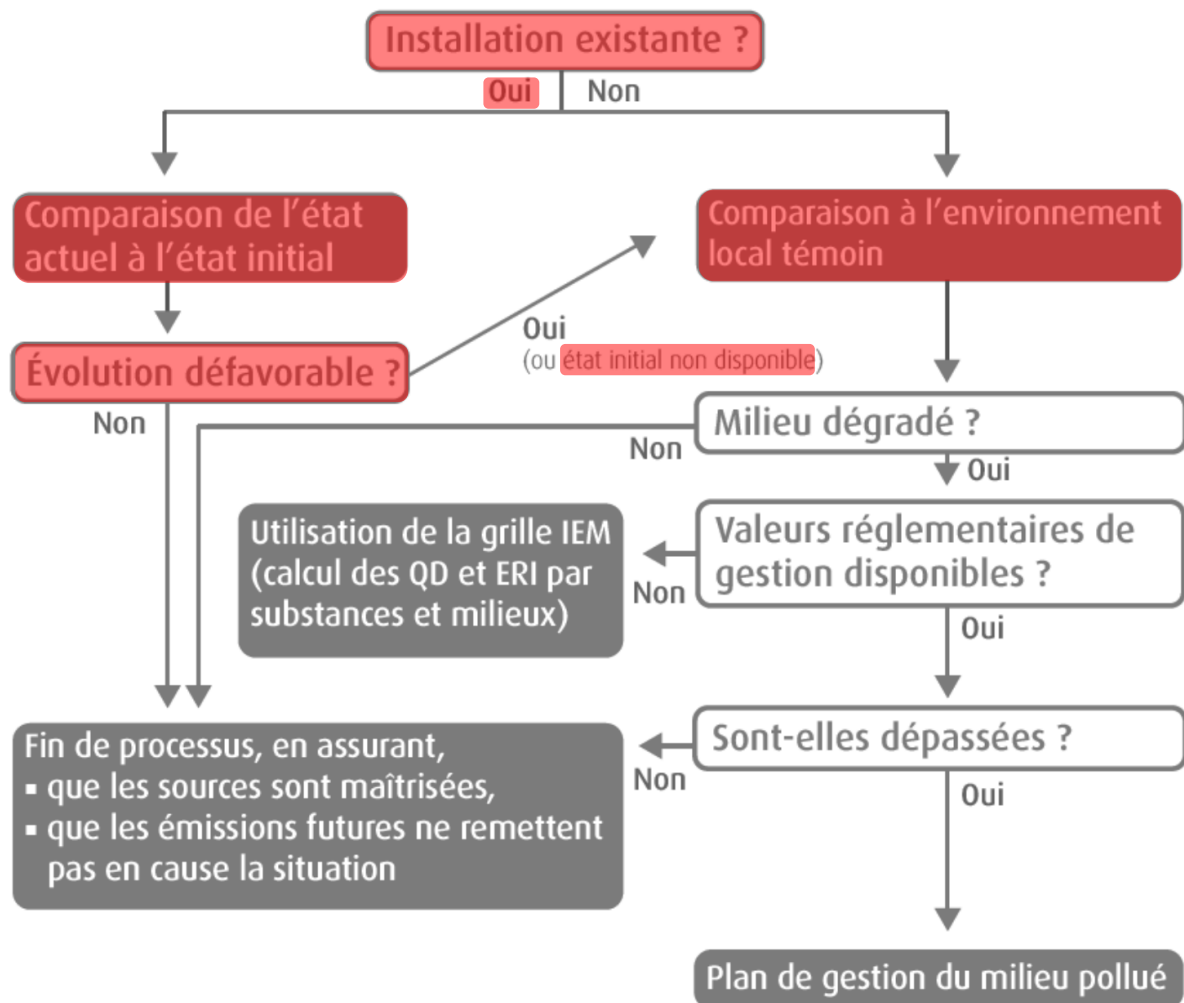 Installation existante ?
Oui
Non
Comparaison de l'état
actuel à l'état initial
Comparaison à l'environnement
local témoin
Évolution défavorable ?
Oui
(ou état initial non disponible)
Non
Milieu dégradé ?
Non
Oui
Utilisation de la grille IEM
(calcul des QD et ERI par
substances et milieux)
Valeurs réglementaires de
gestion disponibles ?
Non
Oui
Fin de processus, en assurant,
▪ que les sources sont maîtrisées,
▪ que les émissions futures ne remettent
pas en cause la situation
Sont-elles dépassées ?
Non
Oui
Plan de gestion du milieu pollué